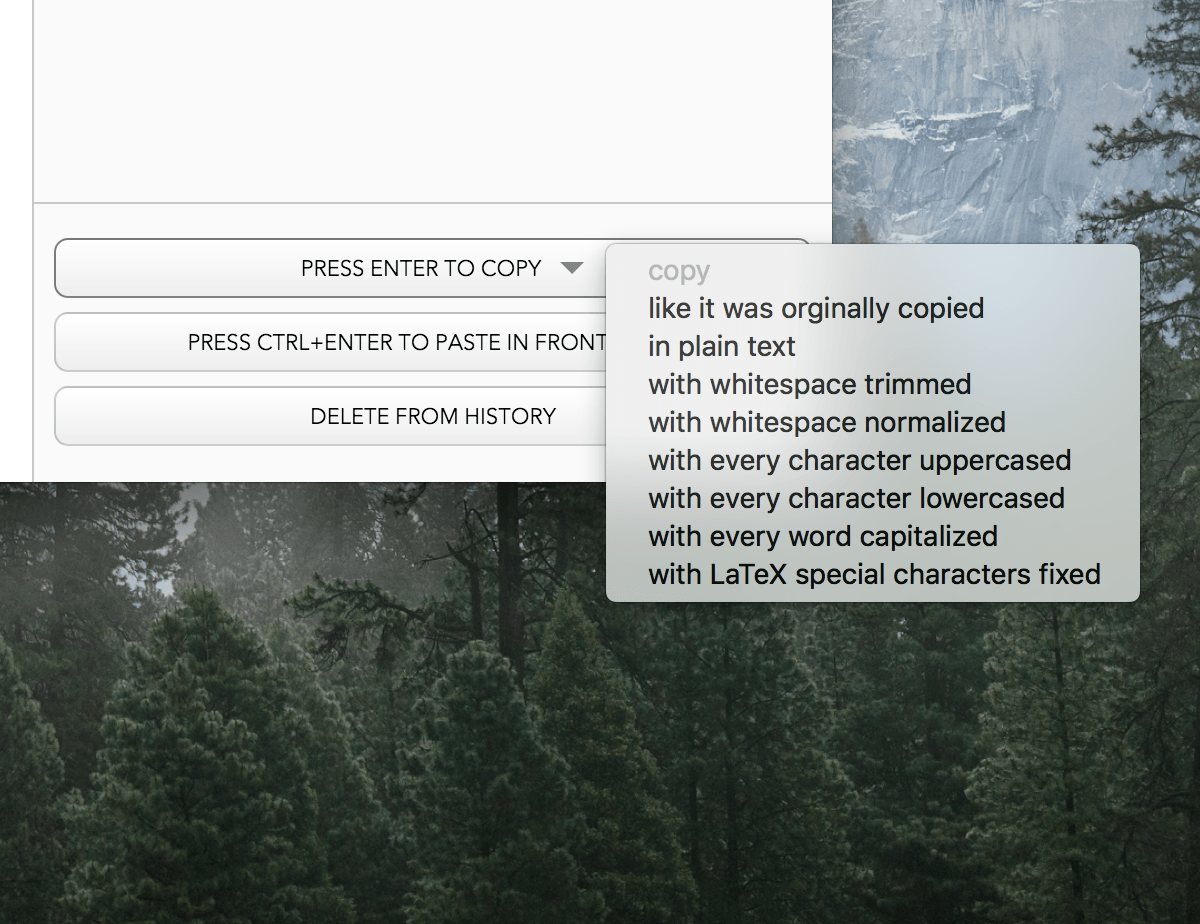 PRESS ENTER TO COPY
copy
like it was orginally copied
in plain text
with whitespace trimmed
with whitespace normalized
with every character uppercased
with every character lowercased
with every word capitalized
with LaTeX special characters fixed
PRESS CTRL+ENTER TO PASTE IN FRONT
DELETE FROM HISTORY